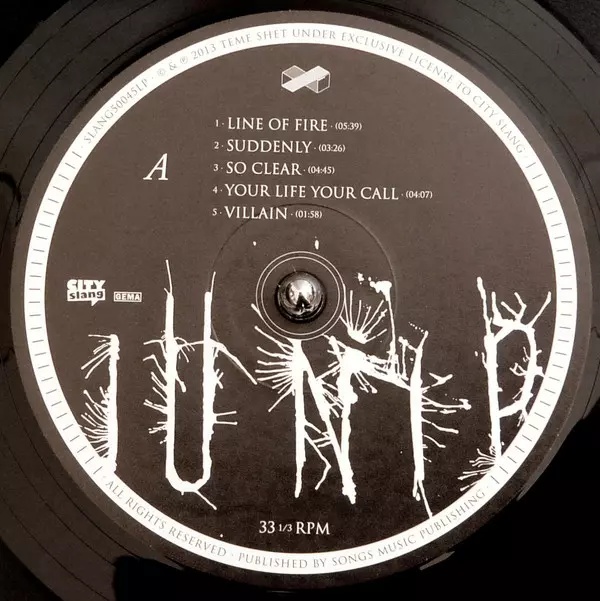 SLANG50045LP · © & ℗ 2013 TEME SHET UNDER EXCLUSIVE LICENSE TO CITY SLANG
1 · LINE OF FIRE · (05:39)
2 · SUDDENLY · (03:26)
3 · SO CLEAR · (04:45)
4 · YOUR LIFE YOUR CALL · (04:07)
5 · VILLAIN · (01:58)
A
CITY
slang
GEMA
JUNIP
33 1/3 RPM
· ALL RIGHTS RESERVED · PUBLISHED BY SONGS MUSIC PUBLISHING